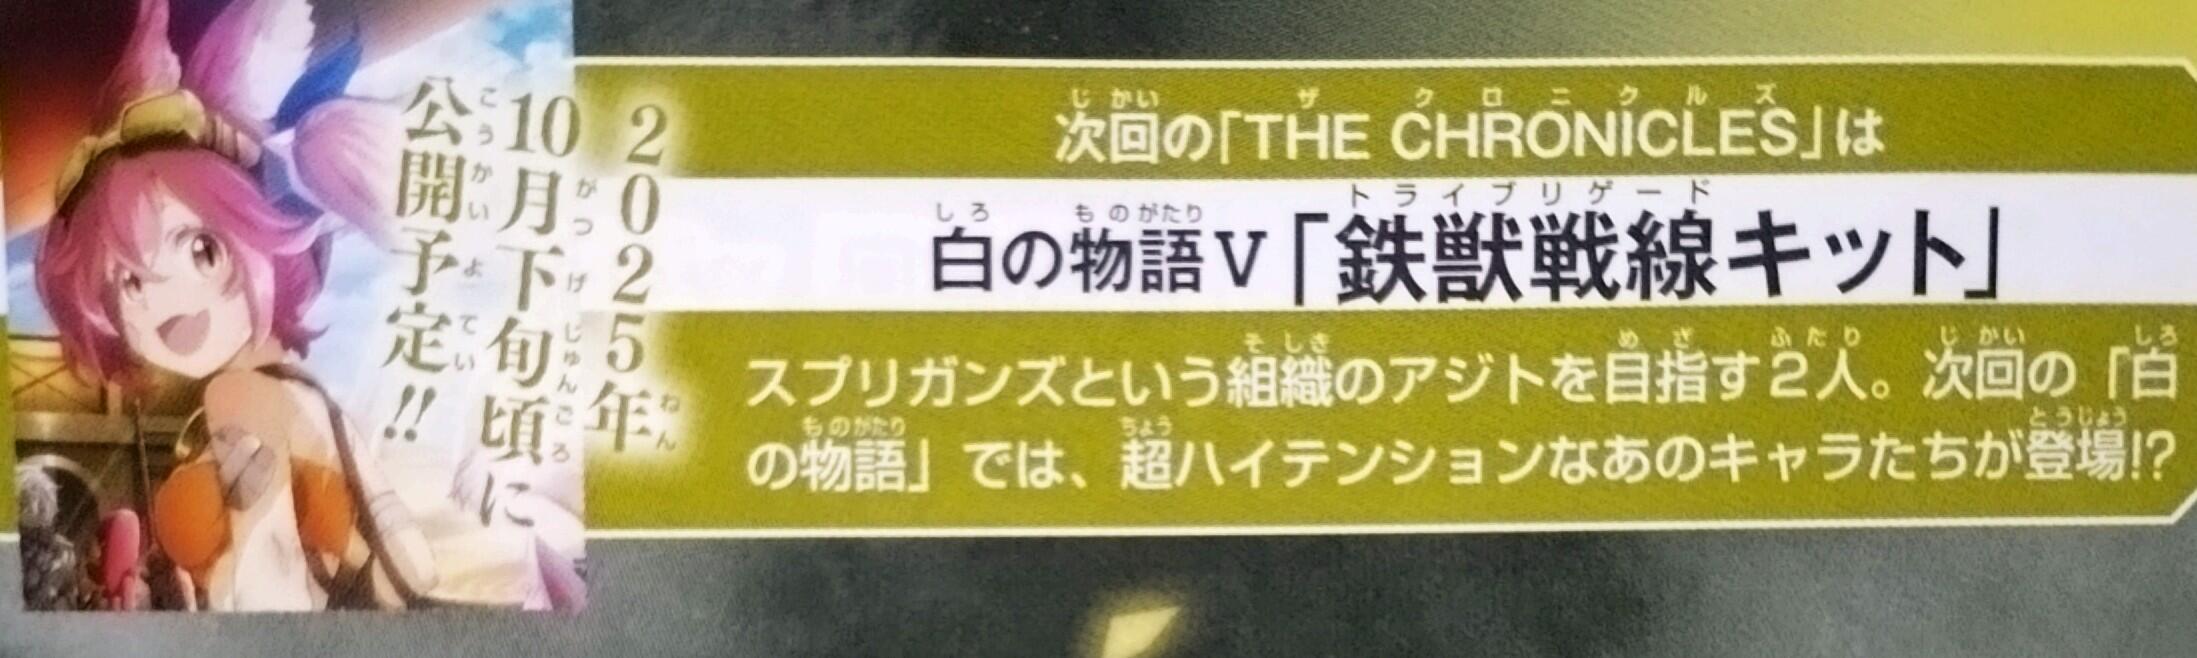 2025年
10月下旬頃に
公開予定!!
次回の「THE CHRONICLES」は
白の物語Ⅴ「鉄獣戦線キット」
スプリガンズという組織のアジトを目指す2人。次回の「白
の物語」では、超ハイテンションなあのキャラたちが登場!?